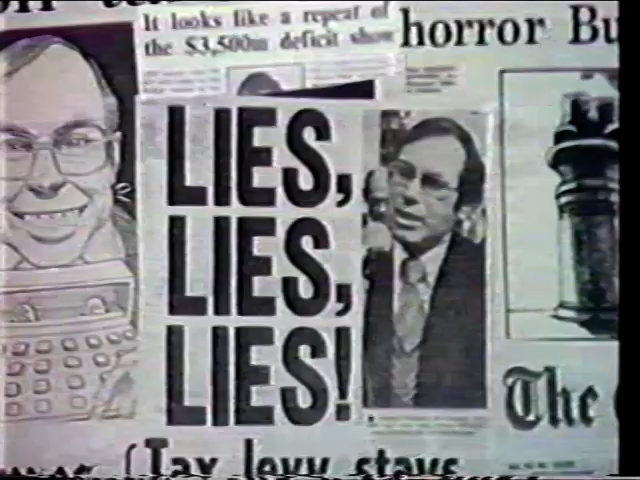 It looks like a repeat of
the $3,500m deficit show
horror Bu
LIES,
LIES,
LIES!
The
(Tax levy stays